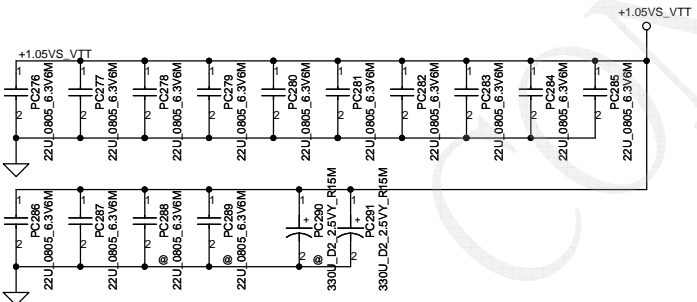 +1.05VS_VTT
+1.05VS_VTT
1
2
PC276
22U_0805_6.3V6M
1
2
PC277
22U_0805_6.3V6M
1
2
PC278
22U_0805_6.3V6M
1
2
PC279
22U_0805_6.3V6M
1
2
PC280
22U_0805_6.3V6M
1
2
PC281
22U_0805_6.3V6M
1
2
PC282
22U_0805_6.3V6M
1
2
PC283
22U_0805_6.3V6M
1
2
PC284
22U_0805_6.3V6M
1
2
PC285
22U_0805_6.3V6M
1
2
PC286
22U_0805_6.3V6M
1
2
PC287
22U_0805_6.3V6M
1
2
@
PC288
22U_0805_6.3V6M
1
2
@
PC289
22U_0805_6.3V6M
1
+
2
@
PC290
330U_D2_2.5VY_R15M
1
+
2
PC291
330U_D2_2.5VY_R15M
CON